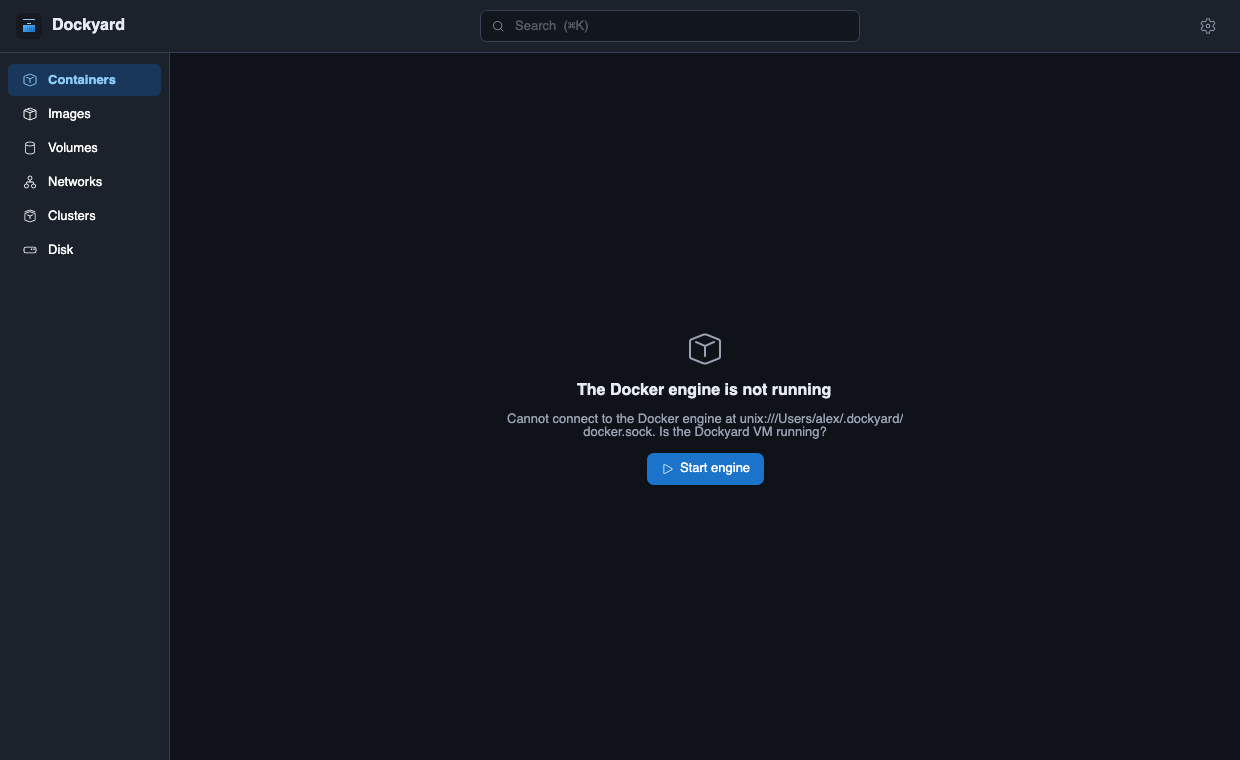 Dockyard
Search (⌘K)
Containers
Images
Volumes
Networks
Clusters
Disk
The Docker engine is not running
Cannot connect to the Docker engine at unix:///Users/alex/.dockyard/
docker.sock. Is the Dockyard VM running?
Start engine